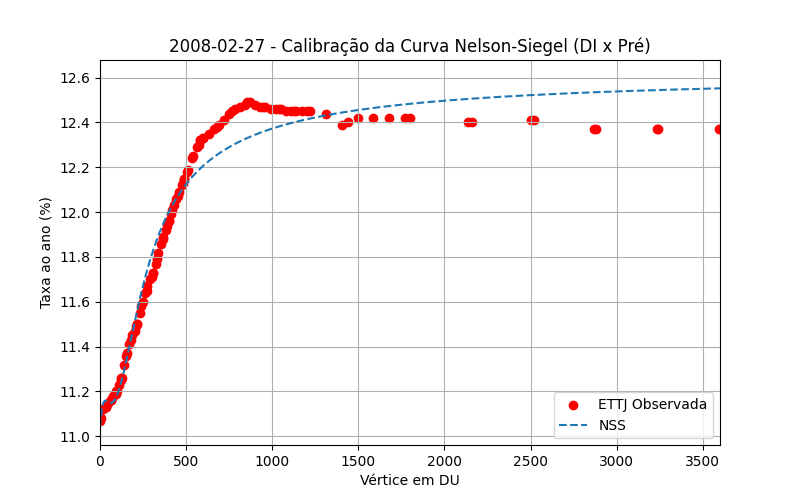 2008-02-27 - Calibração da Curva Nelson-Siegel (DI x Pré)
Taxa ao ano (%)
12.6
12.4
12.2
12.0
11.8
11.6
11.4
11.2
11.0
ETTJ Observada
NSS
0 500 1000 1500 2000 2500 3000 3500
Vértice em DU